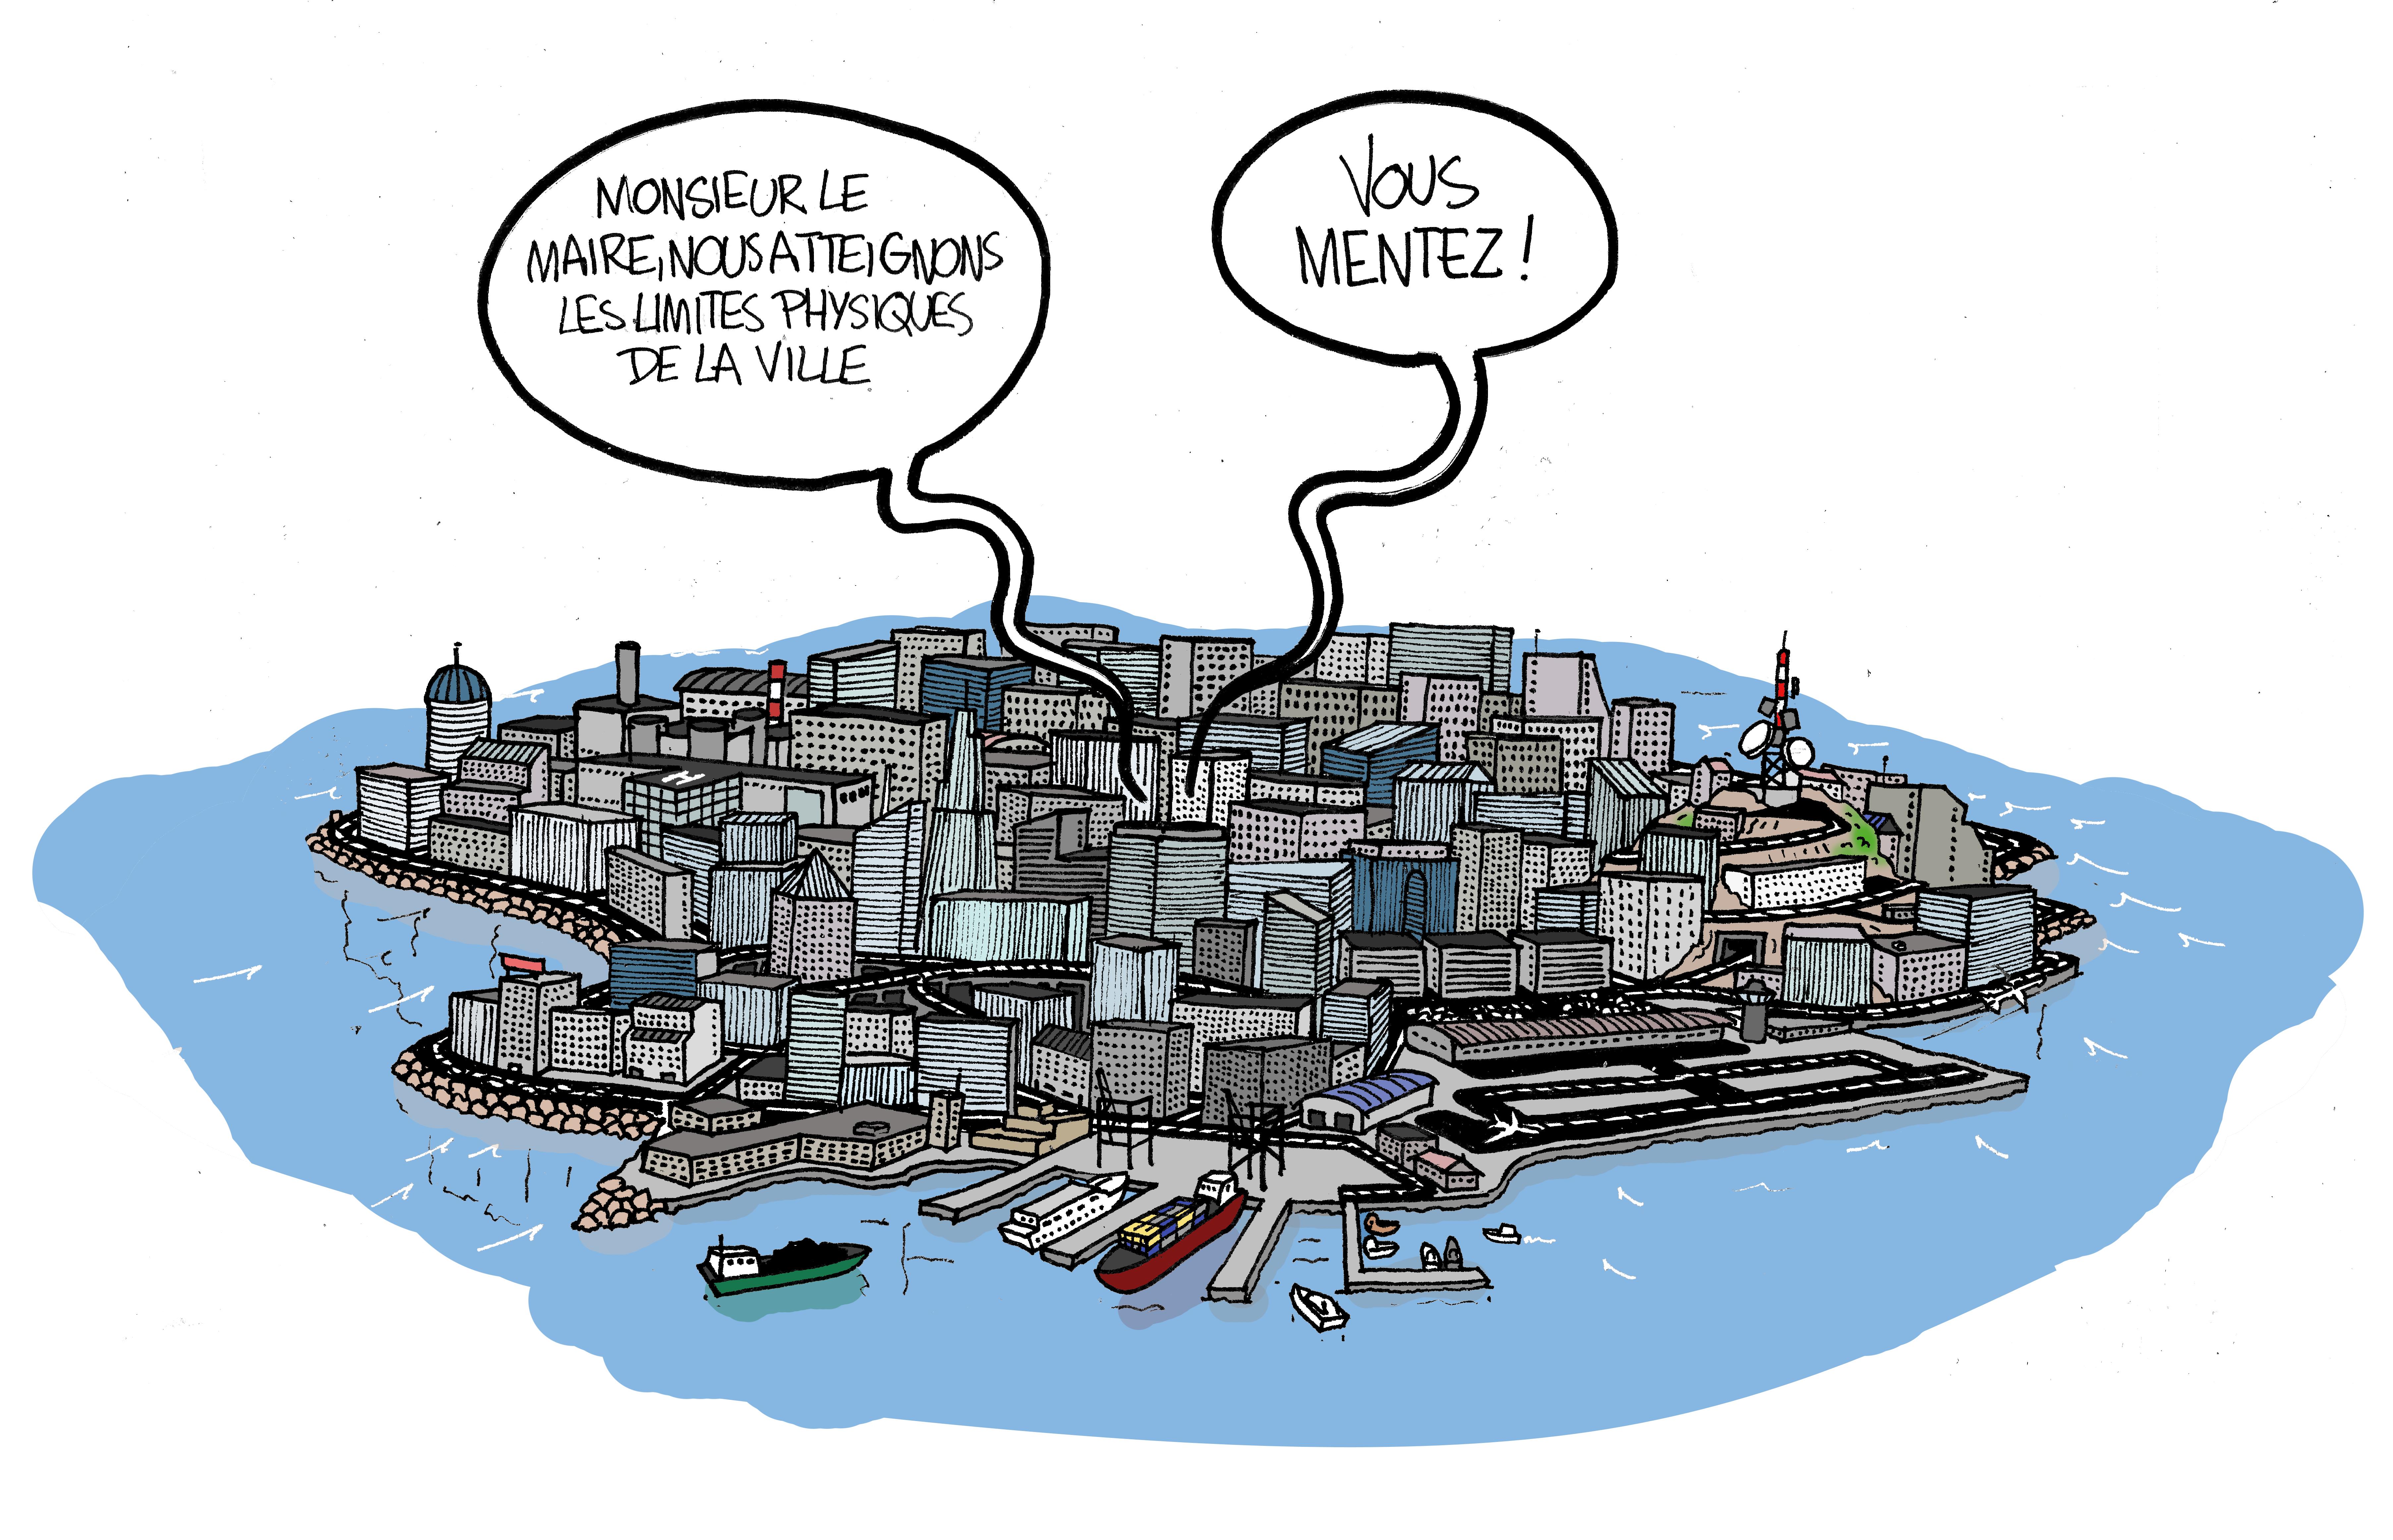 MONSIEUR LE
MAIRE, NOUS ATTEIGNONS
LES LIMITES PHYSIQUES
DE LA VILLE
VOUS
MENTEZ !
H